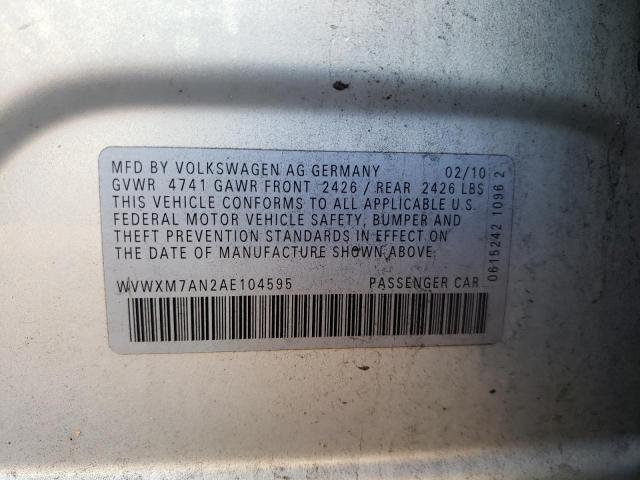 MFD BY VOLKSWAGEN AG GERMANY 02/10
GVWR 4741 GAWR FRONT 2426 / REAR 2426 LBS
THIS VEHICLE CONFORMS TO ALL APPLICABLE U.S.
FEDERAL MOTOR VEHICLE SAFETY, BUMPER AND
THEFT PREVENTION STANDARDS IN EFFECT ON
THE DATE OF MANUFACTURE SHOWN ABOVE.
WVWXM7AN2AE104595 PASSENGER CAR
0615242 1096 2